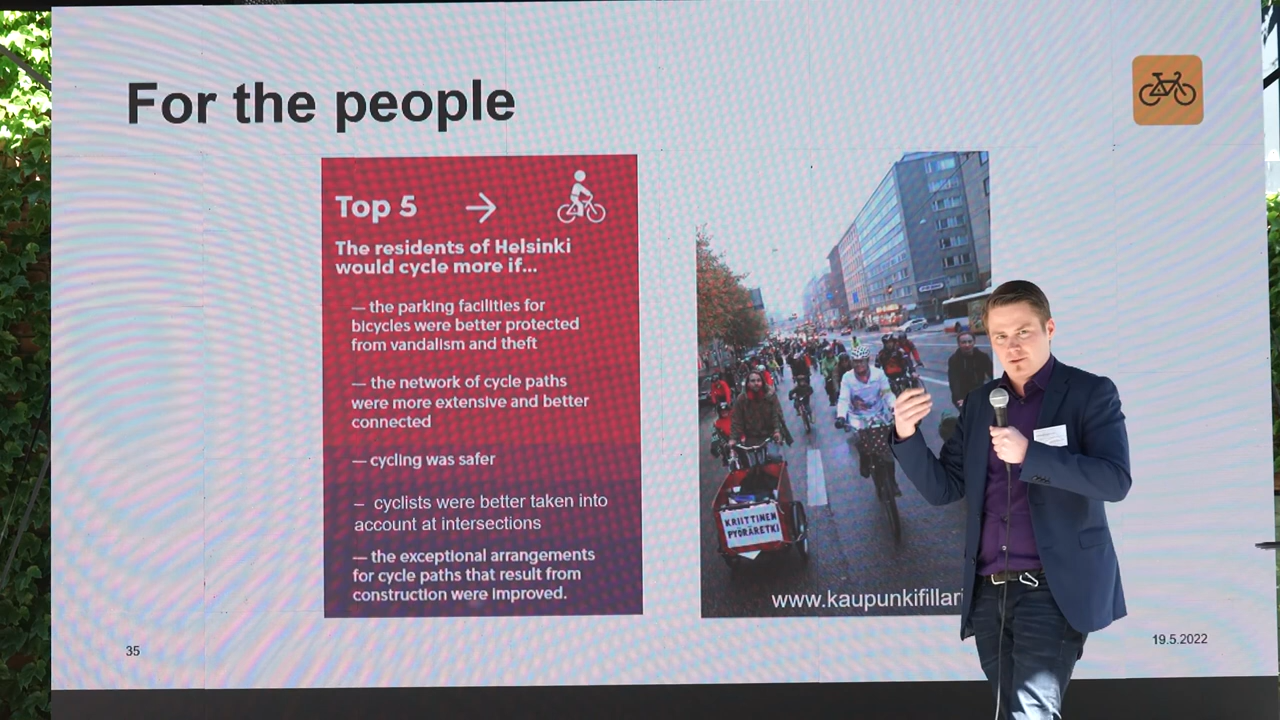 For the people
Top 5
The residents of Helsinki
would cycle more if...
— the parking facilities for
bicycles were better protected
from vandalism and theft
— the network of cycle paths
were more extensive and better
connected
— cycling was safer
– cyclists were better taken into
account at intersections
— the exceptional arrangements
for cycle paths that result from
construction were improved.
KRIITTINEN
PYÖRÄRETKI
www.kaupunkifillari
35
19.5.2022